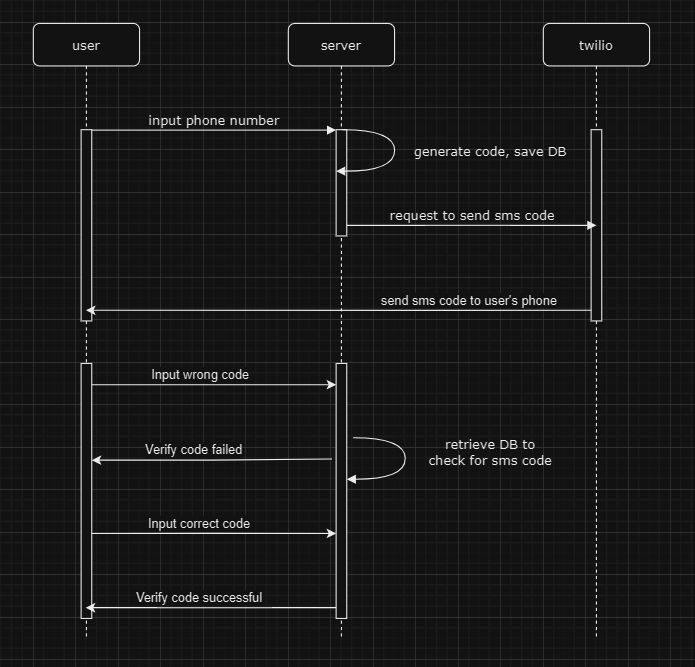 user
server
twilio
input phone number
generate code, save DB
request to send sms code
send sms code to user's phone
Input wrong code
Verify code failed
retrieve DB to
check for sms code
Input correct code
Verify code successful